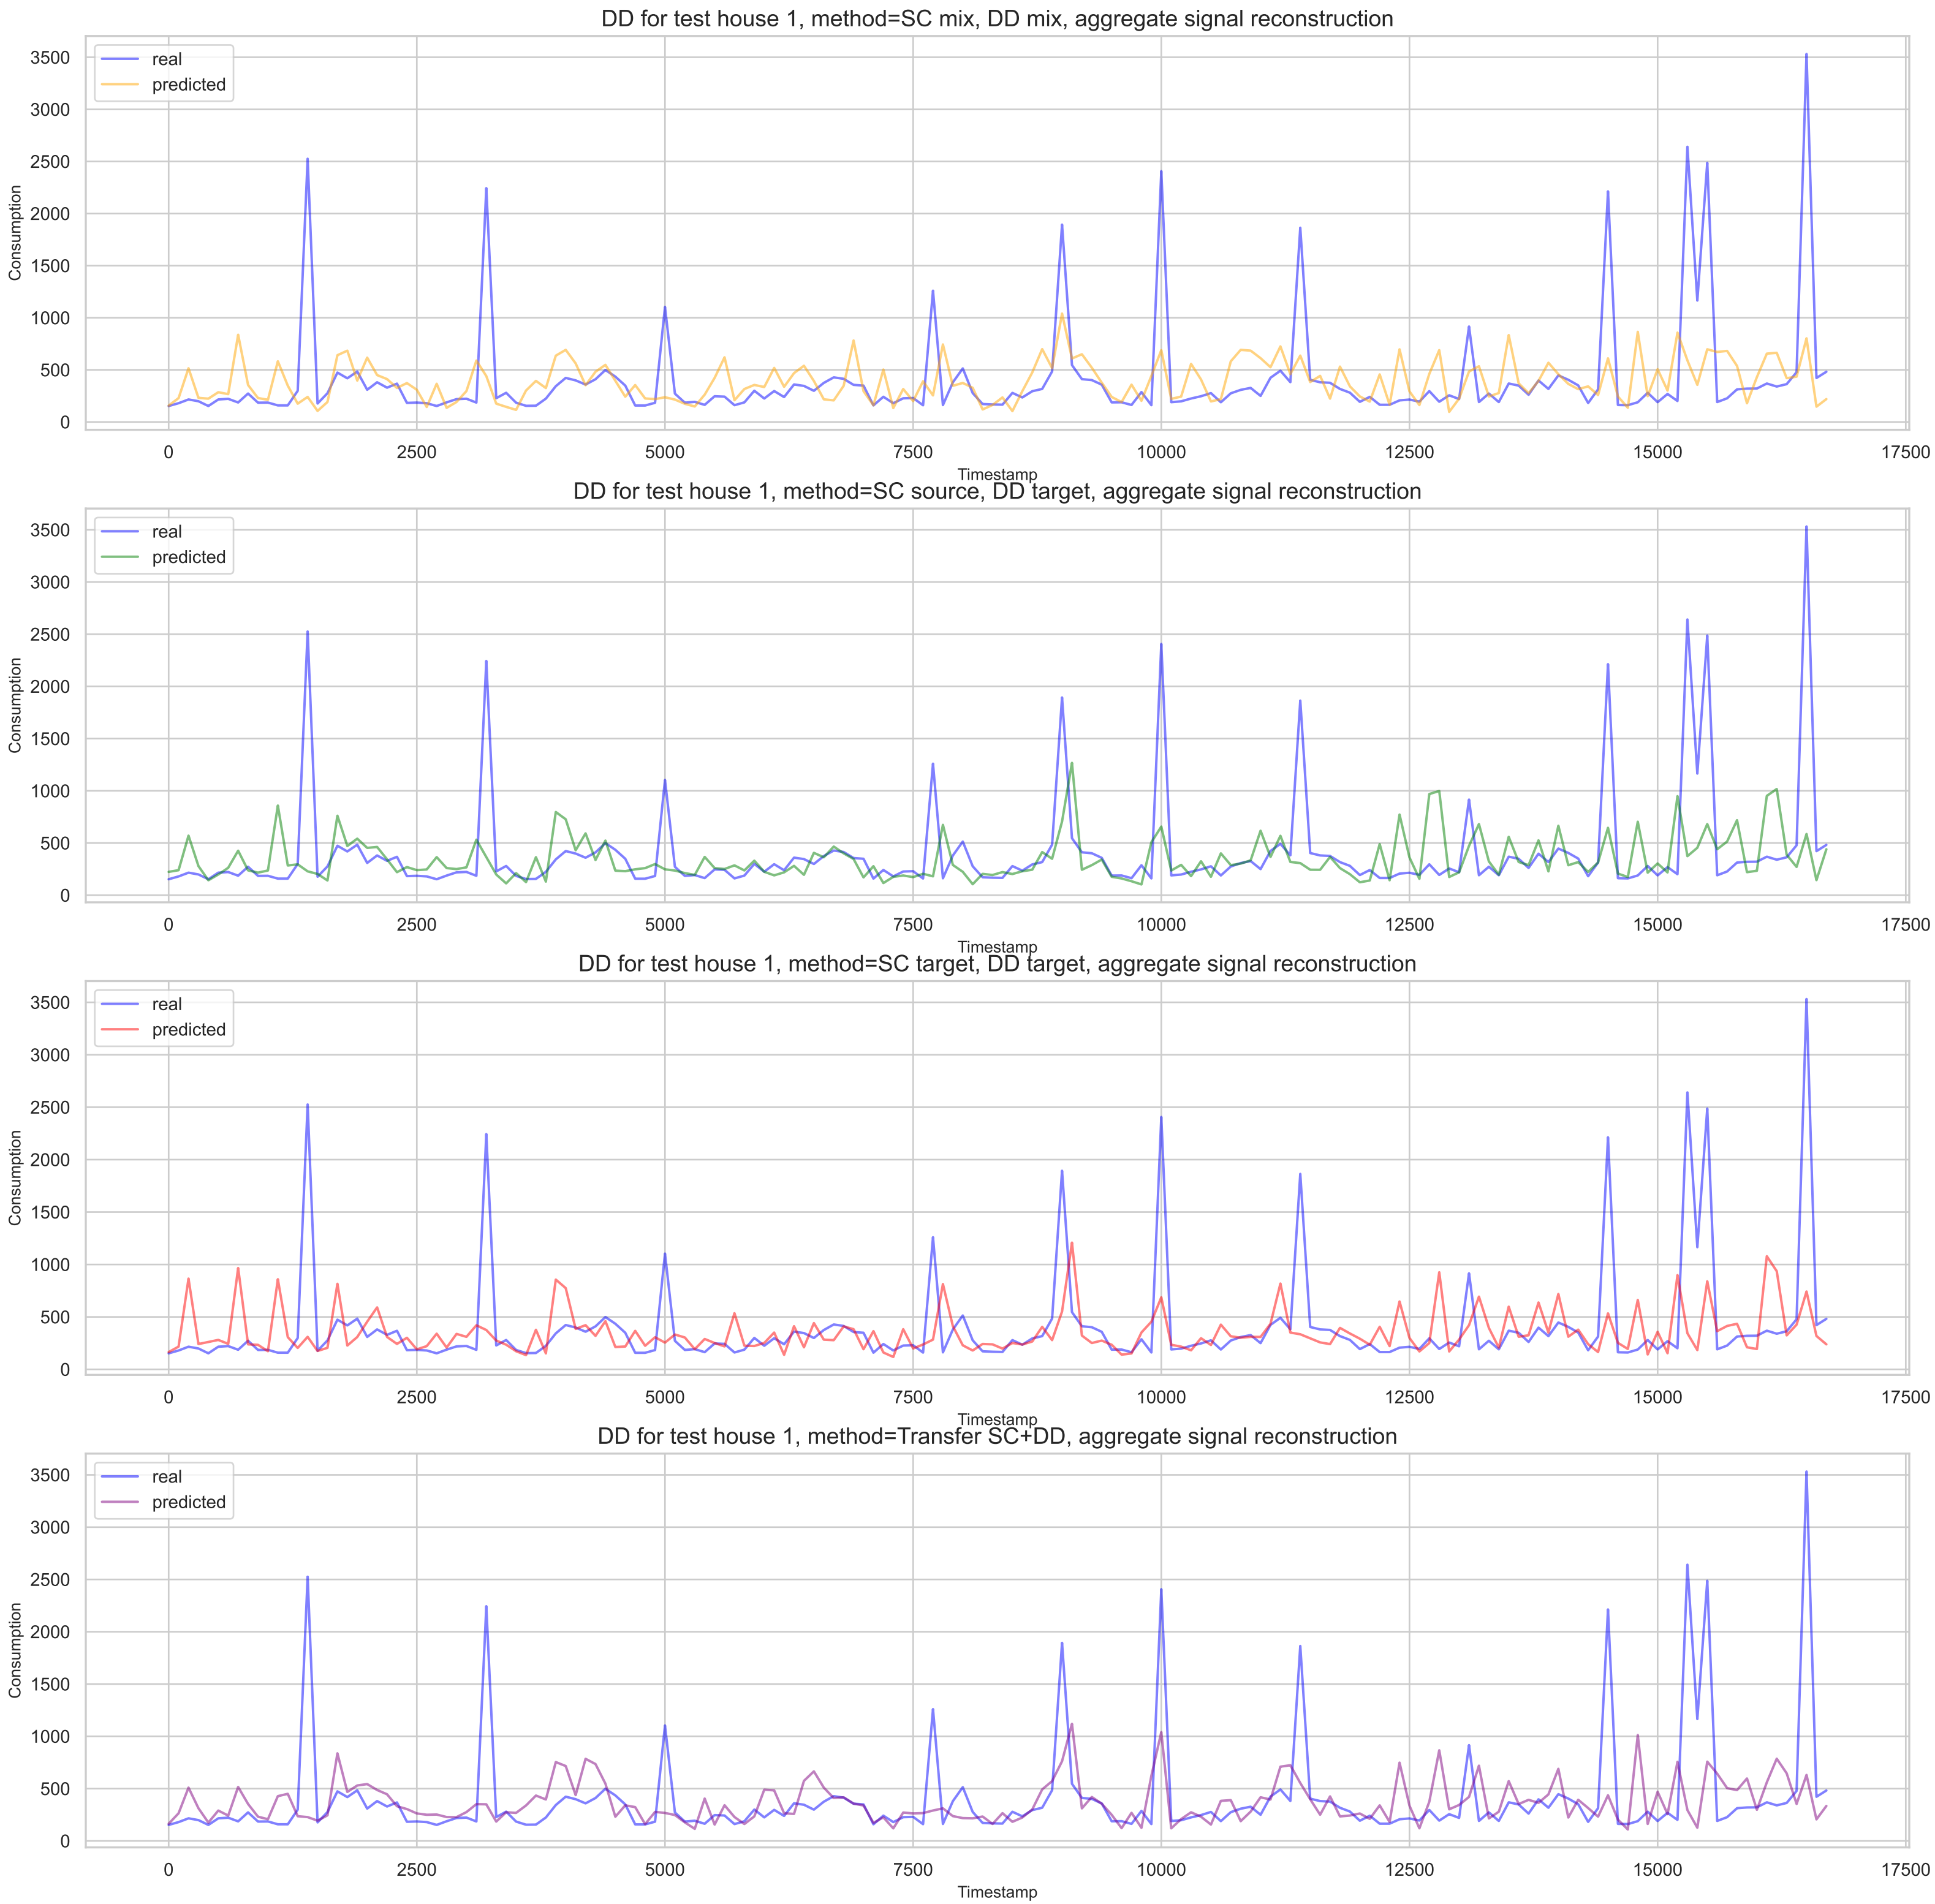 DD for test house 1, method=SC mix, DD mix, aggregate signal reconstruction
real
predicted
3500
3000
2500
2000
1500
1000
500
0
Consumption
0 2500 5000 7500 10000 12500 15000 17500
Timestamp
DD for test house 1, method=SC source, DD target, aggregate signal reconstruction
real
predicted
3500
3000
2500
2000
1500
1000
500
0
Consumption
0 2500 5000 7500 10000 12500 15000 17500
Timestamp
DD for test house 1, method=SC target, DD target, aggregate signal reconstruction
real
predicted
3500
3000
2500
2000
1500
1000
500
0
Consumption
0 2500 5000 7500 10000 12500 15000 17500
Timestamp
DD for test house 1, method=Transfer SC+DD, aggregate signal reconstruction
real
predicted
3500
3000
2500
2000
1500
1000
500
0
Consumption
0 2500 5000 7500 10000 12500 15000 17500
Timestamp